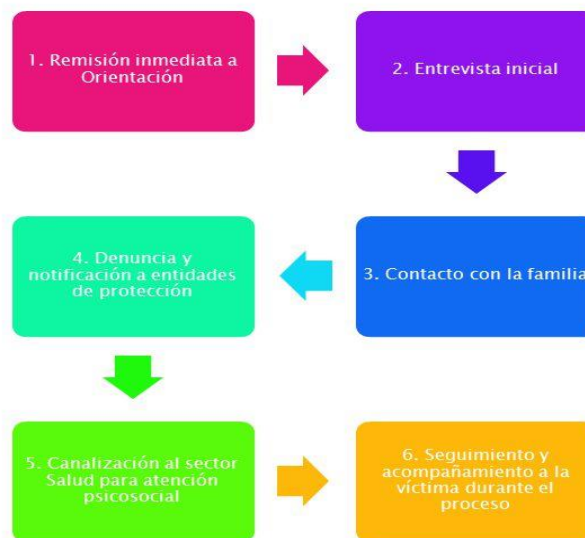 1. Remisión inmediata a
Orientación
2. Entrevista inicial
3. Contacto con la familia
4. Denuncia y
notificación a entidades
de protección
5. Canalización al sector
Salud para atención
psicosocial
6. Seguimiento y
acompañamiento a la
víctima durante el
proceso